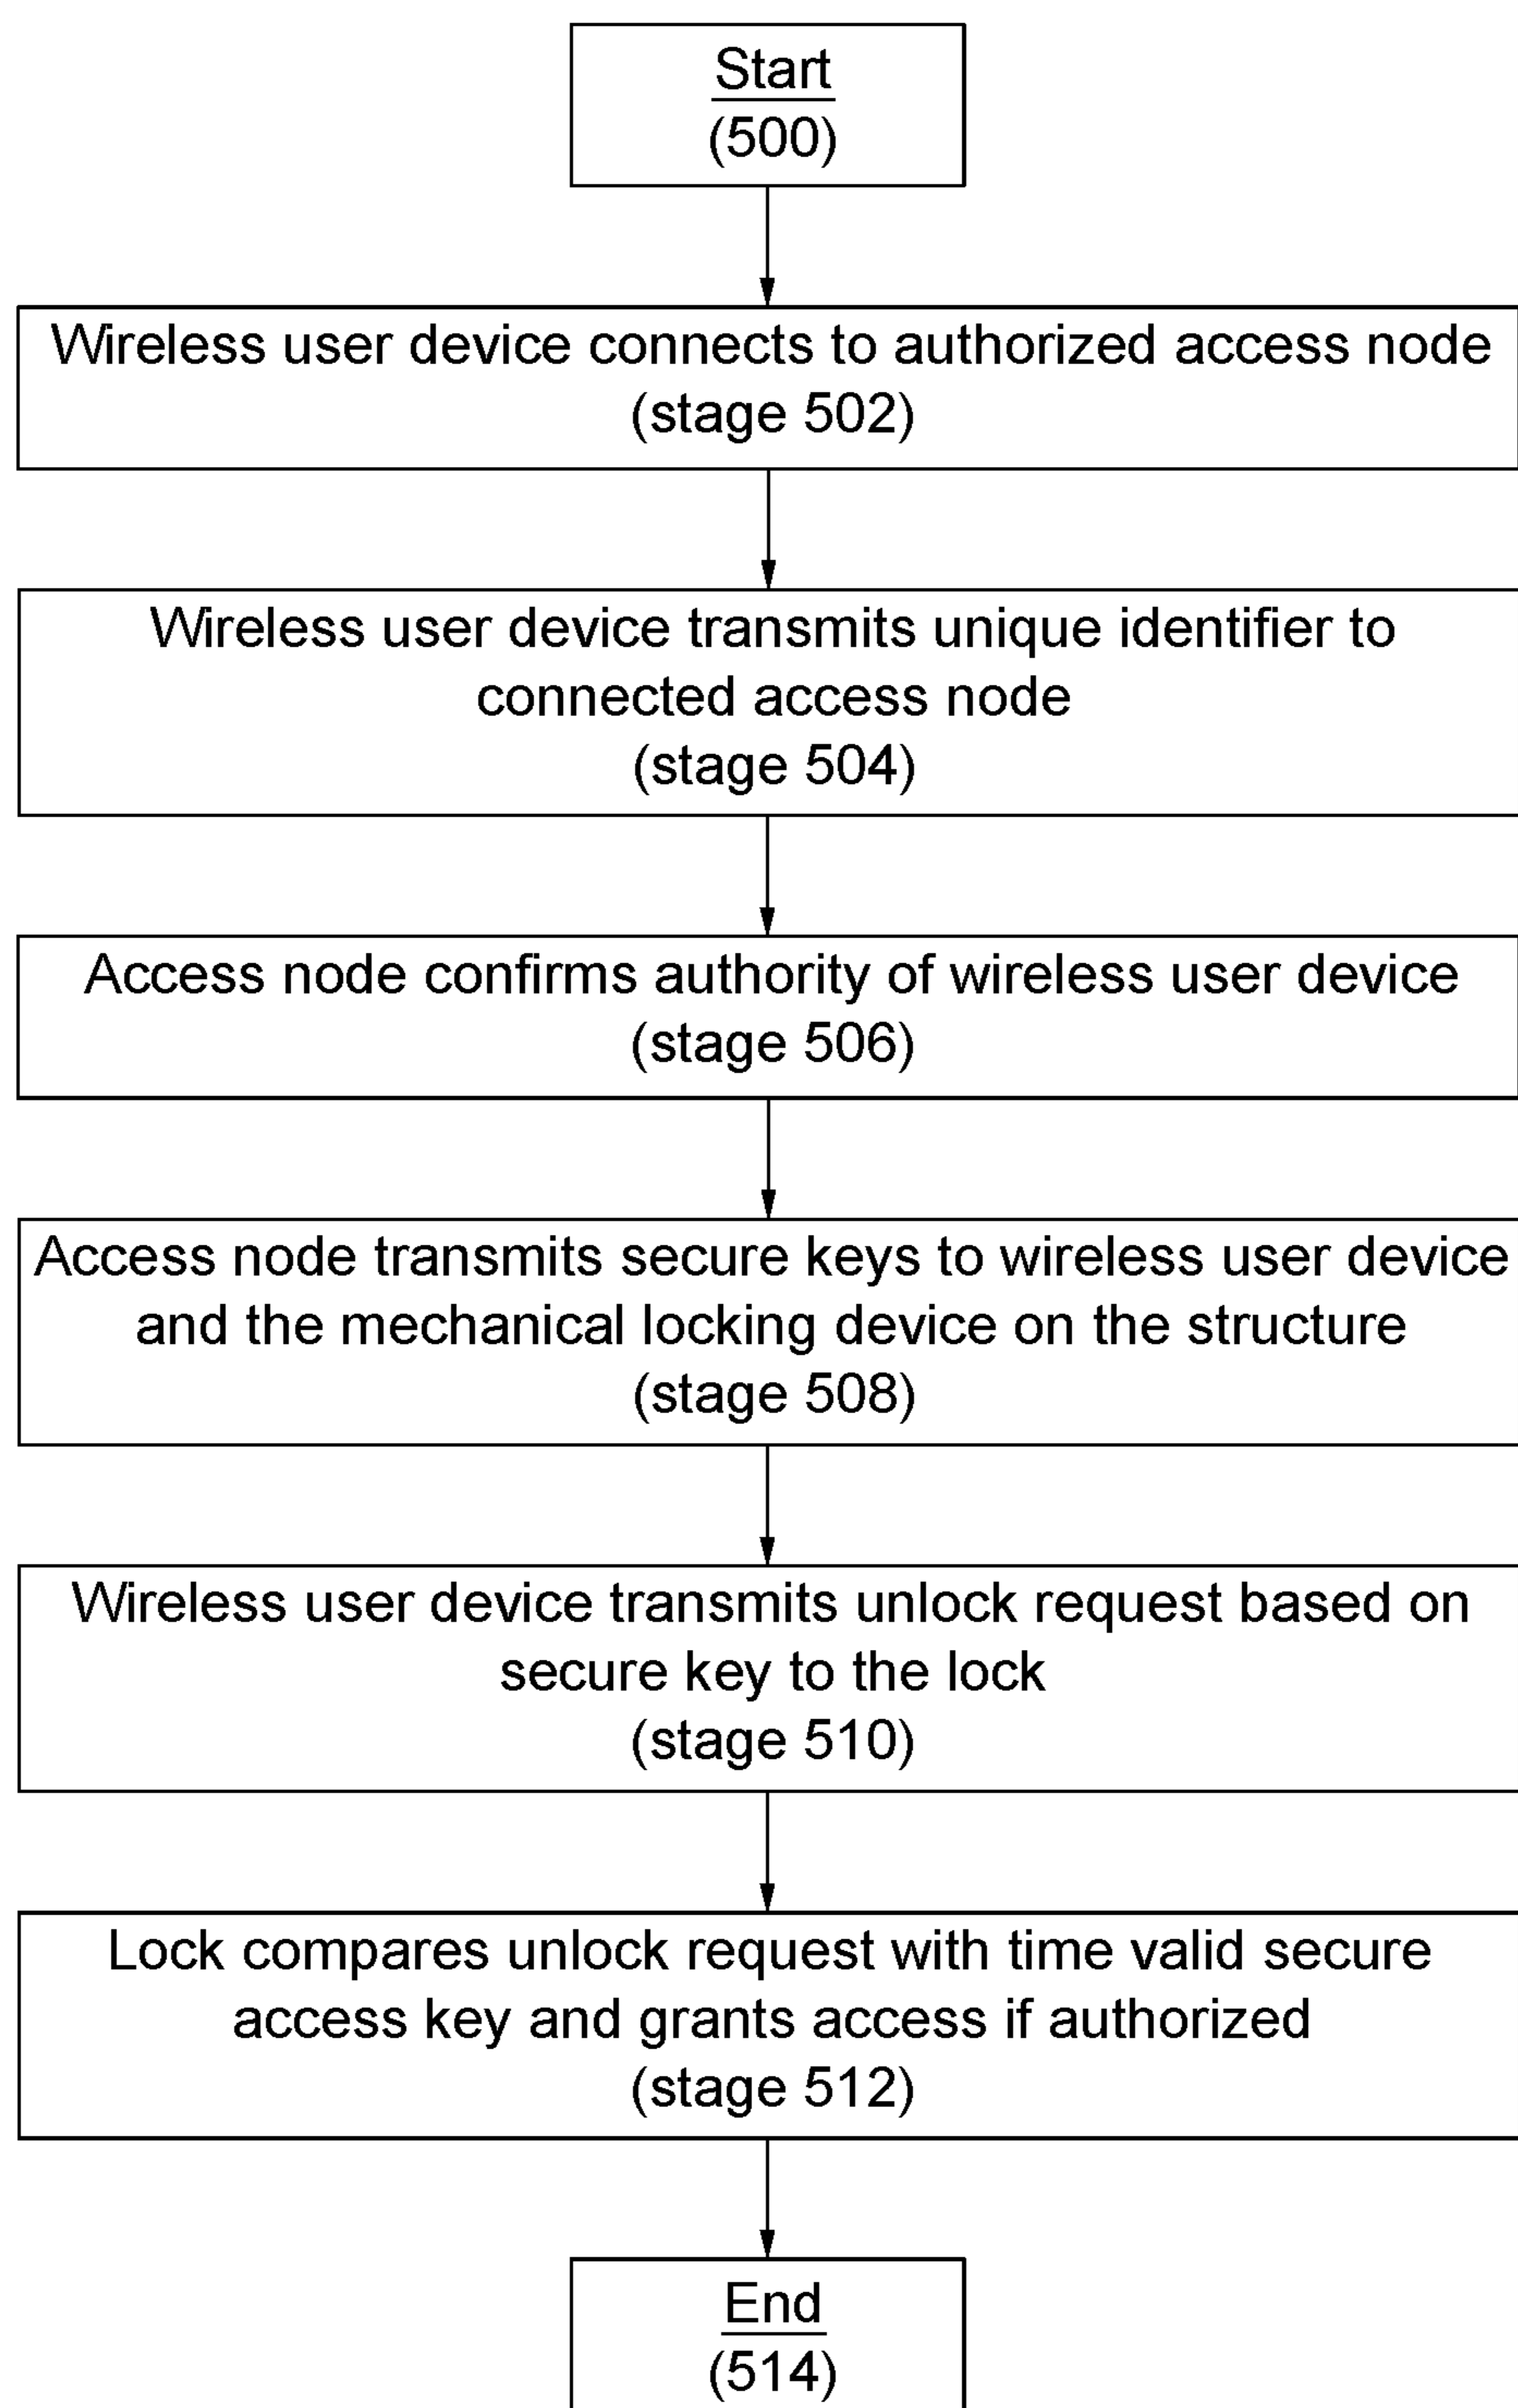 Start
(500)
Wireless user device connects to authorized access node
(stage 502)
Wireless user device transmits unique identifier to
connected access node
(stage 504)
Access node confirms authority of wireless user device
(stage 506)
Access node transmits secure keys to wireless user device
and the mechanical locking device on the structure
(stage 508)
Wireless user device transmits unlock request based on
secure key to the lock
(stage 510)
Lock compares unlock request with time valid secure
access key and grants access if authorized
(stage 512)
End
(514)